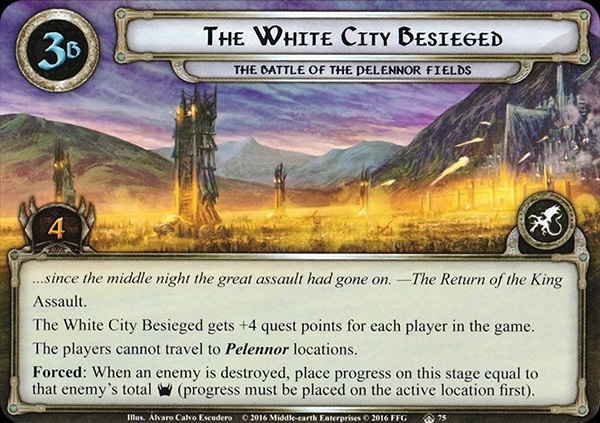 3B
The White City Besieged
The Battle of the Pelennor Fields
4
...since the middle night the great assault had gone on. —The Return of the King
Assault.
The White City Besieged gets +4 quest points for each player in the game.
The players cannot travel to Pelennor locations.
Forced: When an enemy is destroyed, place progress on this stage equal to
that enemy's total (progress must be placed on the active location first).
Illus. Álvaro Calvo Escudero © 2016 Middle-earth Enterprises © 2016 FFG 75